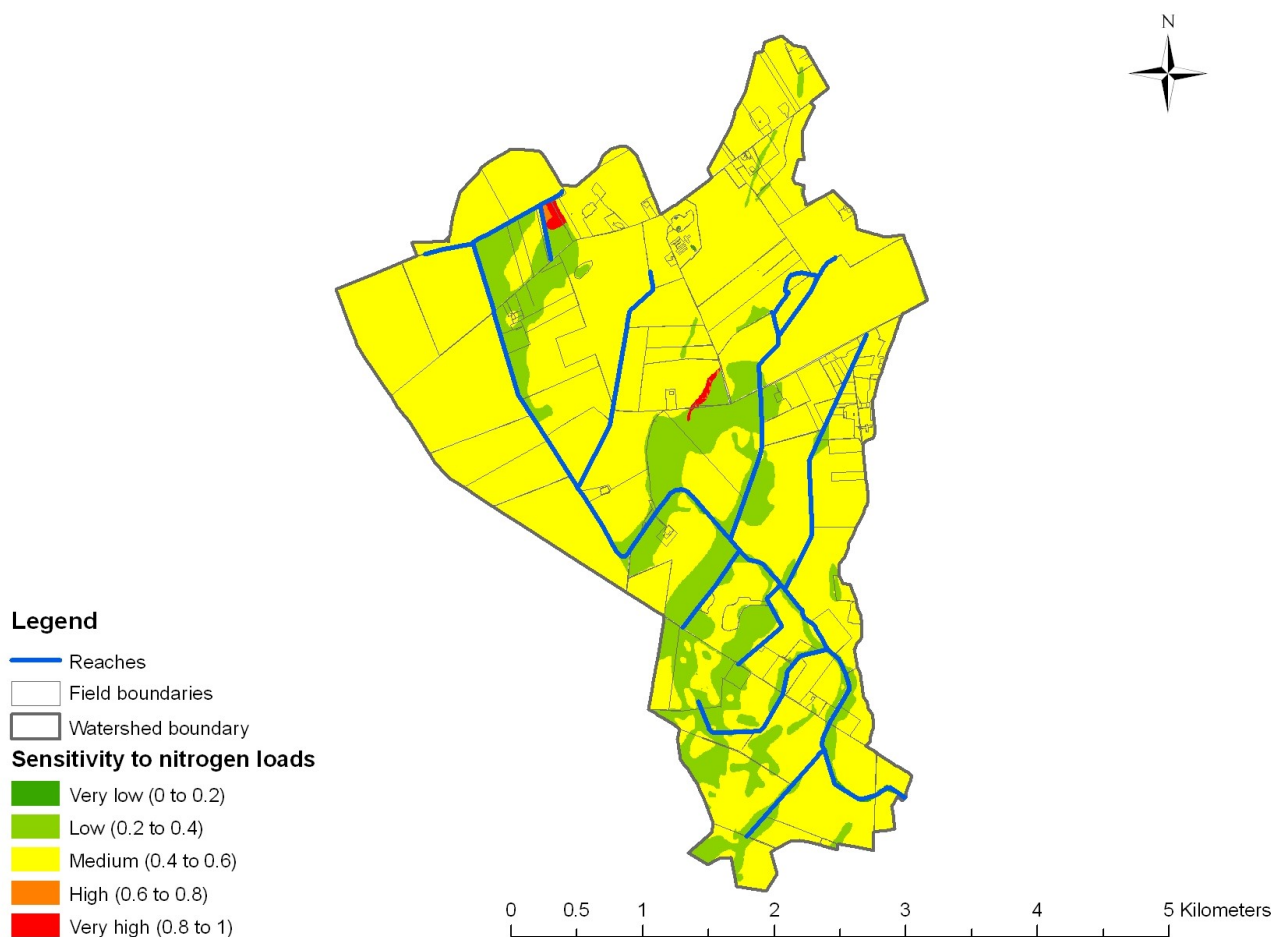 N
Legend
Reaches
Field boundaries
Watershed boundary
Sensitivity to nitrogen loads
Very low (0 to 0.2)
Low (0.2 to 0.4)
Medium (0.4 to 0.6)
High (0.6 to 0.8)
Very high (0.8 to 1)
0 0.5 1 2 3 4 5 Kilometers